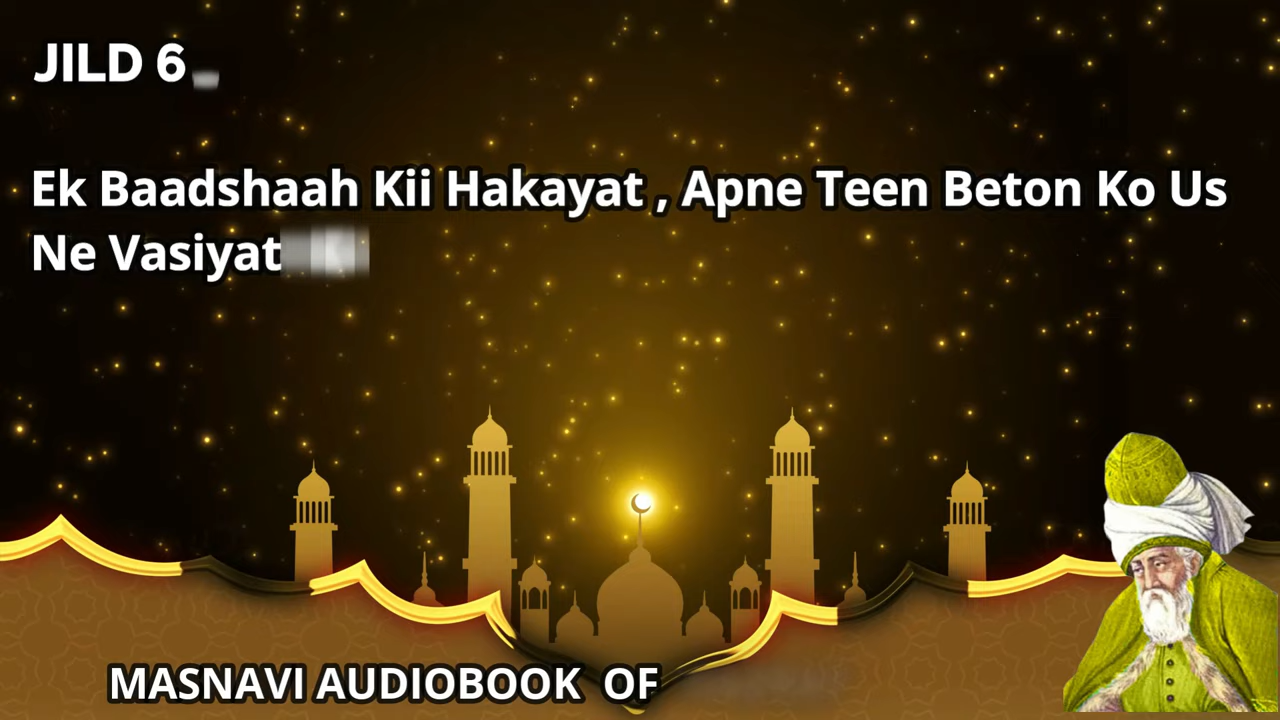 JILD 6
Ek Baadshaah Kii Hakayat , Apne Teen Beton Ko Us
Ne Vasiyat
MASNAVI AUDIOBOOK OF